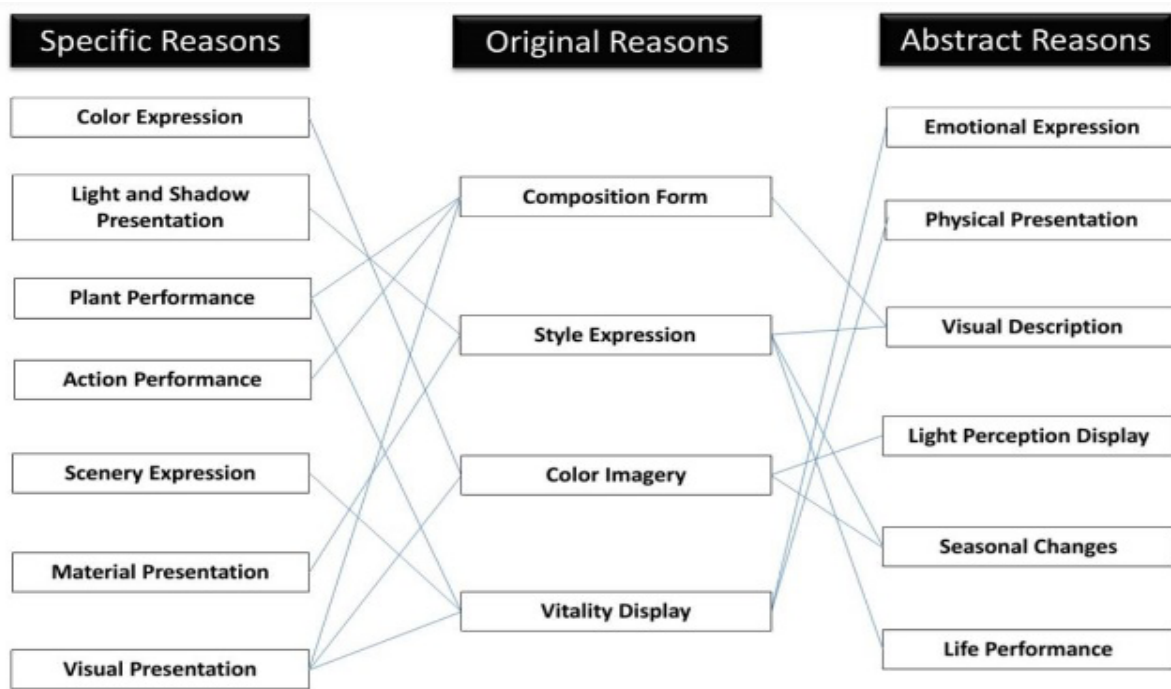 Specific Reasons
Color Expression
Light and Shadow
Presentation
Plant Performance
Action Performance
Scenery Expression
Material Presentation
Visual Presentation
Original Reasons
Composition Form
Style Expression
Color Imagery
Vitality Display
Abstract Reasons
Emotional Expression
Physical Presentation
Visual Description
Light Perception Display
Seasonal Changes
Life Performance